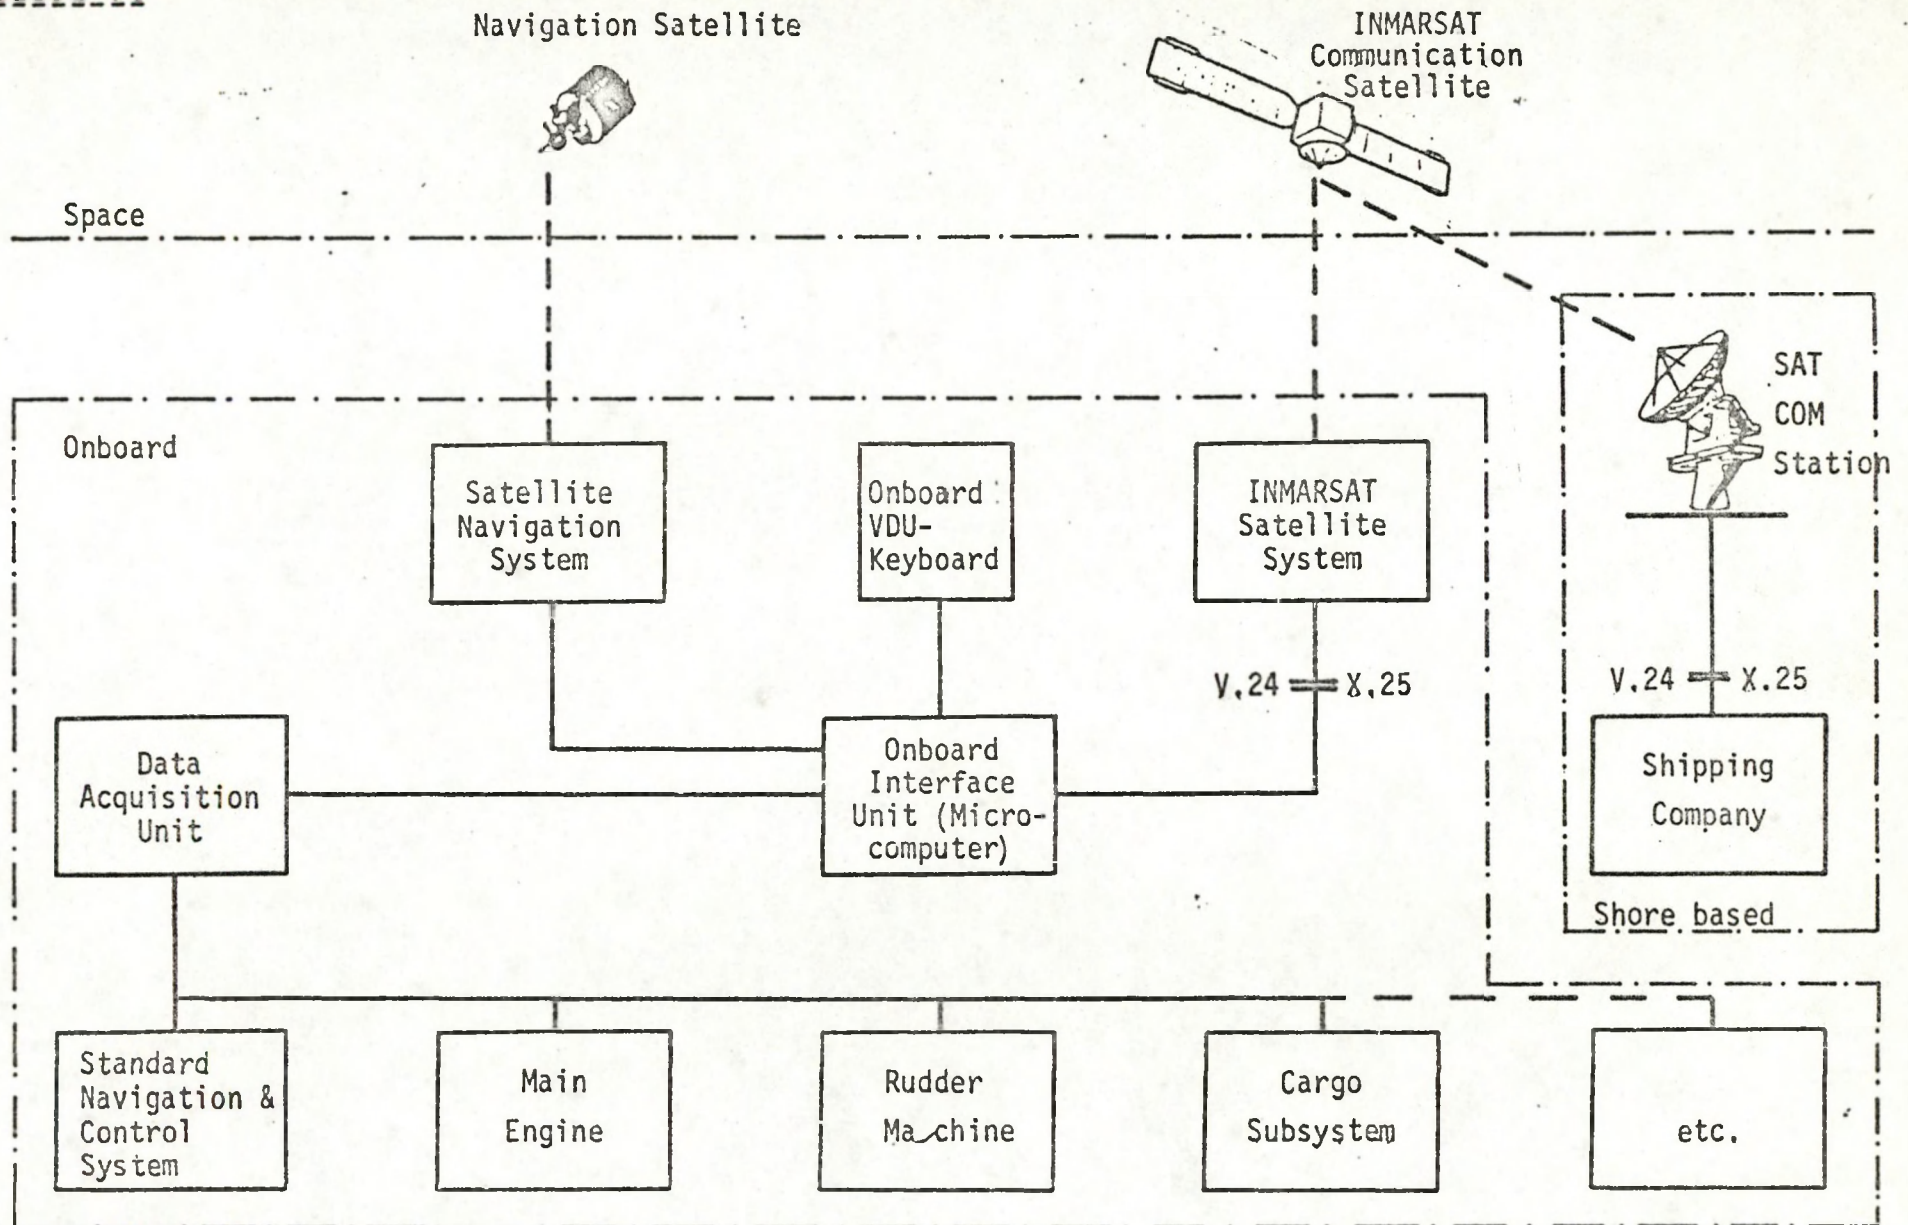 Navigation Satellite
INMARSAT
Communication
Satellite
Space
Onboard
Satellite
Navigation
System
Onboard
VDU-
Keyboard
INMARSAT
Satellite
System
SAT
COM
Station
V.24
X.25
V.24
X.25
Data
Acquisition
Unit
Onboard
Interface
Unit (Micro-
computer)
Shipping
Company
Shore based
Standard
Navigation &
Control
System
Main
Engine
Rudder
Machine
Cargo
Subsystem
etc.